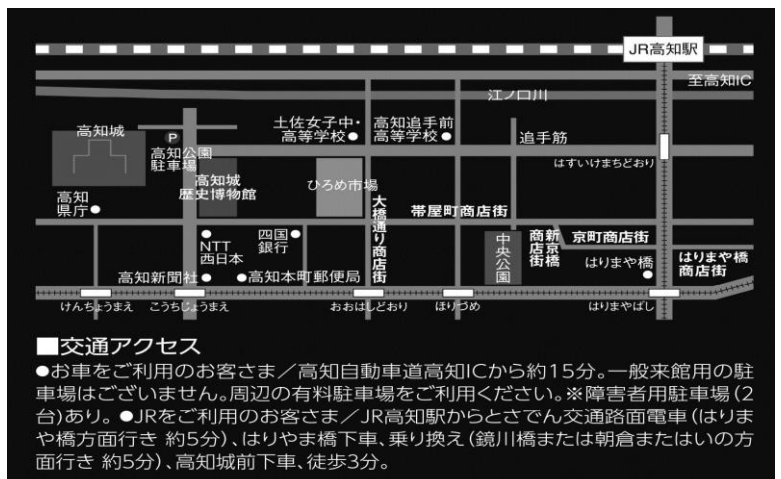 JR高知駅
至高知IC
江ノ口川
高知城
P
高知公園
駐車場
土佐女子中・
高等学校●
高知追手前
高等学校●
追手筋
はすいけまちどおり
高知城
歴史博物館
ひろめ市場
高知
県庁●
大橋通り商店街
帯屋町商店街
NTT
西日本
四国
銀行
中央公園
新京橋
商店街
京町商店街
はりまや橋
はりまや橋
商店街
高知新聞社●
●高知本町郵便局
けんちょうまえ
こうちじょうまえ
おおはしどおり
ほりづめ
はりまやばし
■交通アクセス
●お車をご利用のお客さま／高知自動車道高知ICから約15分。一般来館用の駐
車場はございません。周辺の有料駐車場をご利用ください。※障害者用駐車場（2
台)あり。 ●JRをご利用のお客さま／JR高知駅からとさでん交通路面電車（はりま
や橋方面行き 約5分）、はりやま橋下車、乗り換え（鏡川橋または朝倉またはいの方
面行き 約5分）、高知城前下車、徒歩3分。